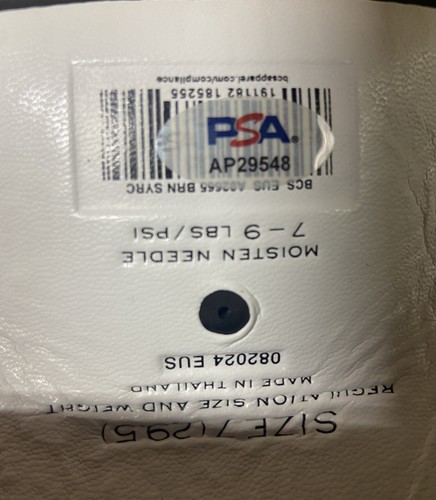 SIZE 7 (29.5)
REGULATION SIZE AND WEIGHT
MADE IN THAILAND
082024 EUS
MOISTEN NEEDLE
7-9 LBS/PSI
BCS EUS A02665 BRN SYRC
PSA®
AP29548
191182 185255
bcsapparel.com/compliance